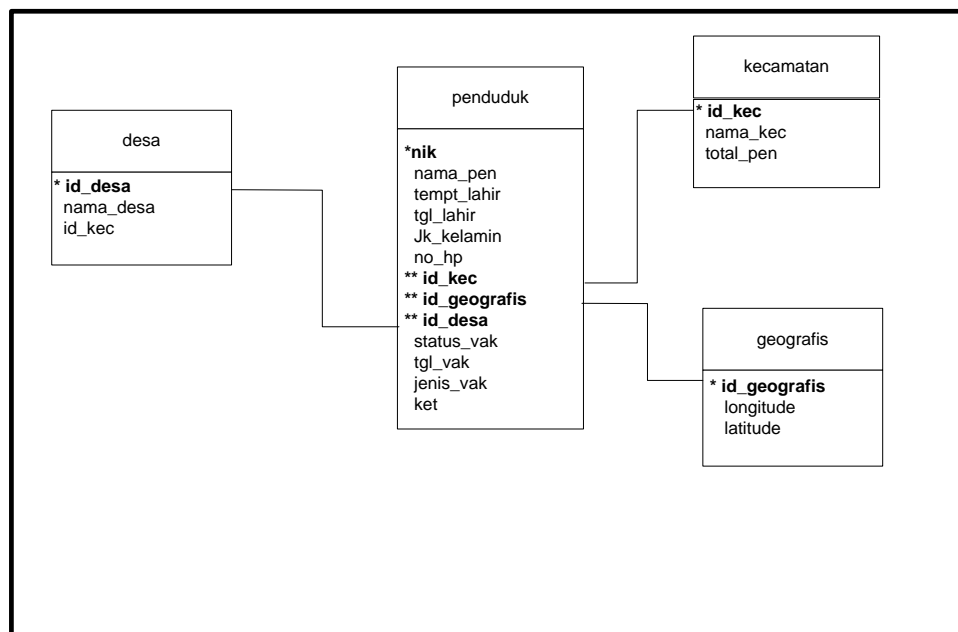 desa
* id_desa
nama_desa
id_kec
penduduk
*nik
nama_pen
tempt_lahir
tgl_lahir
Jk_kelamin
no_hp
** id_kec
** id_geografis
** id_desa
status_vak
tgl_vak
jenis_vak
ket
kecamatan
* id_kec
nama_kec
total_pen
geografis
* id_geografis
longitude
latitude